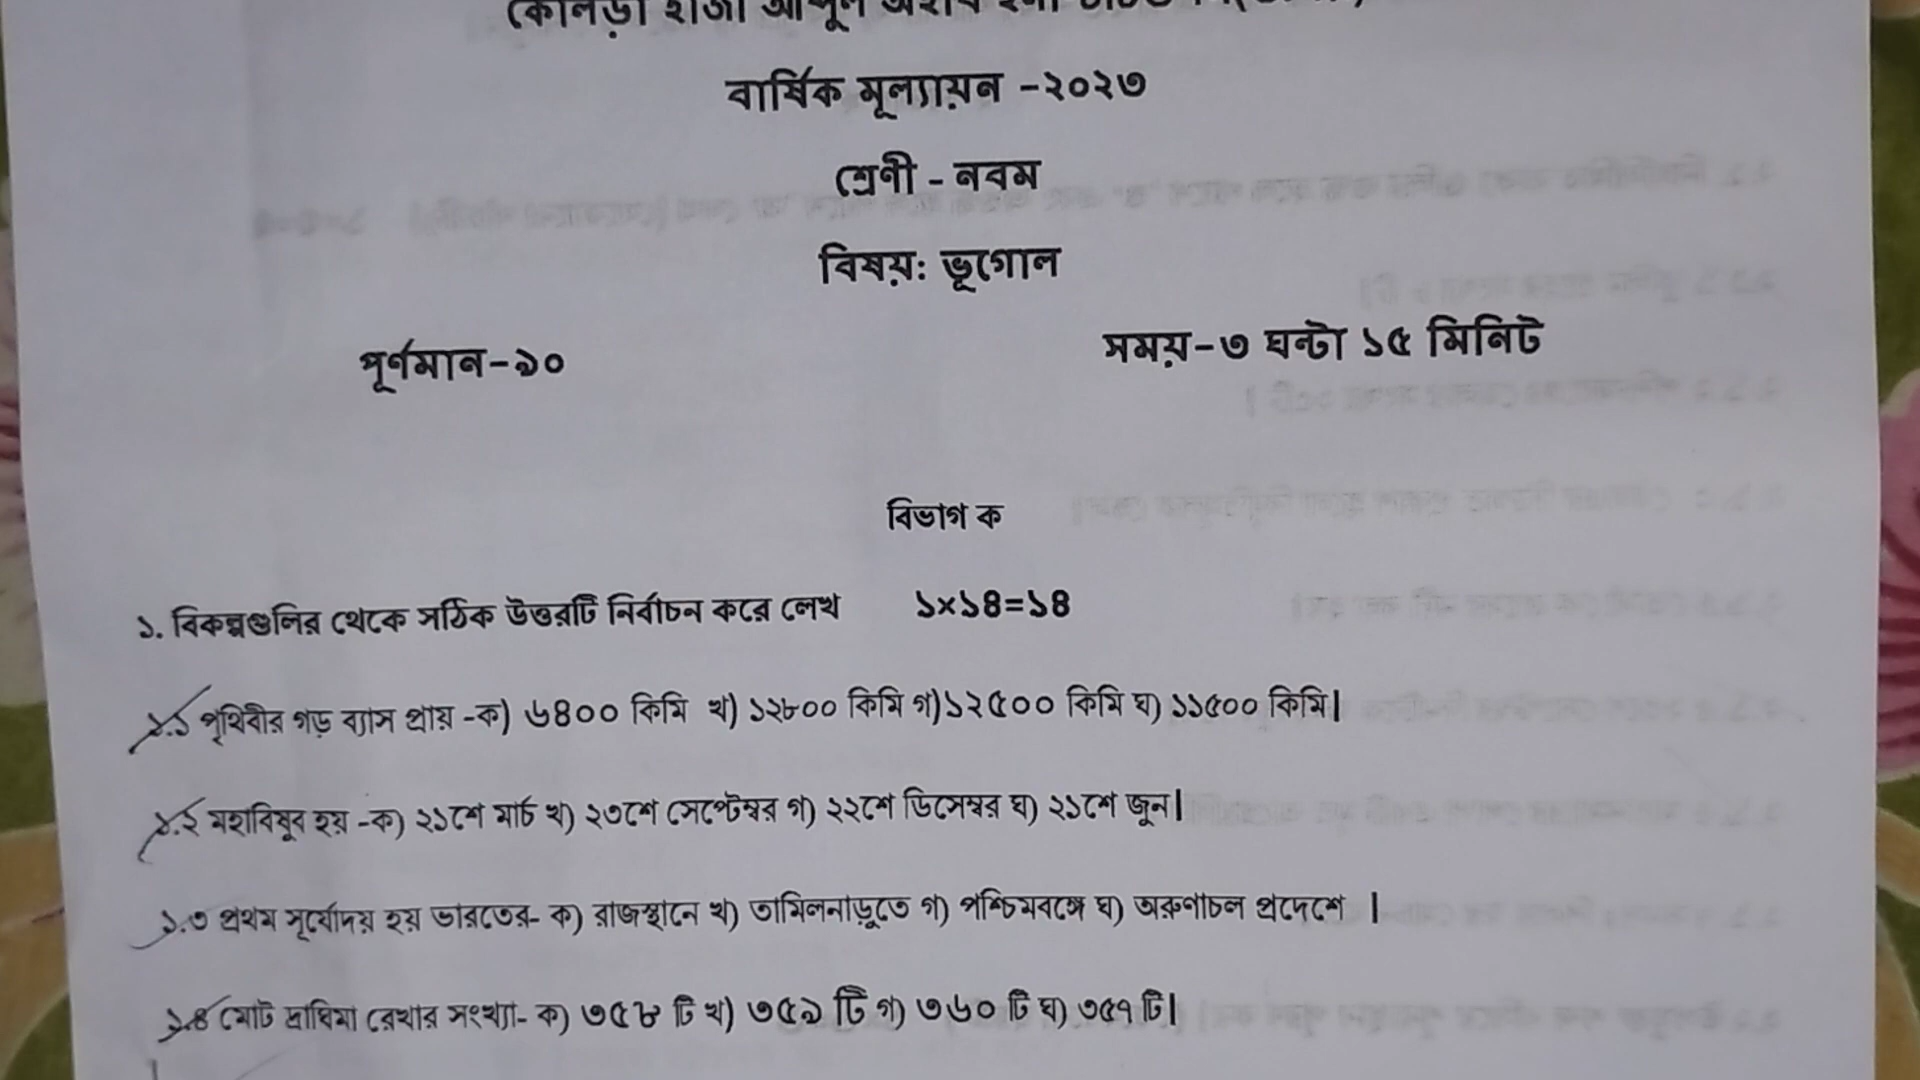 বার্ষিক মূল্যায়ন -২০২৩
শ্রেণী - নবম
বিষয়: ভূগোল
পূর্ণমান-৯০ সময়-৩ ঘন্টা ১৫ মিনিট
বিভাগ ক
১. বিকল্পগুলির থেকে সঠিক উত্তরটি নির্বাচন করে লেখ ১×১৪=১৪
১.১ পৃথিবীর গড় ব্যাস প্রায় -ক) ৬৪০০ কিমি খ) ১২৮০০ কিমি গ)১২৫০০ কিমি ঘ) ১১৫০০ কিমি|
১.২ মহাবিষুব হয় -ক) ২১শে মার্চ খ) ২৩শে সেপ্টেম্বর গ) ২২শে ডিসেম্বর ঘ) ২১শে জুন|
১.৩ প্রথম সূর্যোদয় হয় ভারতের- ক) রাজস্থানে খ) তামিলনাড়ুতে গ) পশ্চিমবঙ্গে ঘ) অরুণাচল প্রদেশে |
১.৪ মোট দ্রাঘিমা রেখার সংখ্যা- ক) ৩৫৮ টি খ) ৩৫৯ টি গ) ৩৬০ টি ঘ) ৩৫৭ টি|